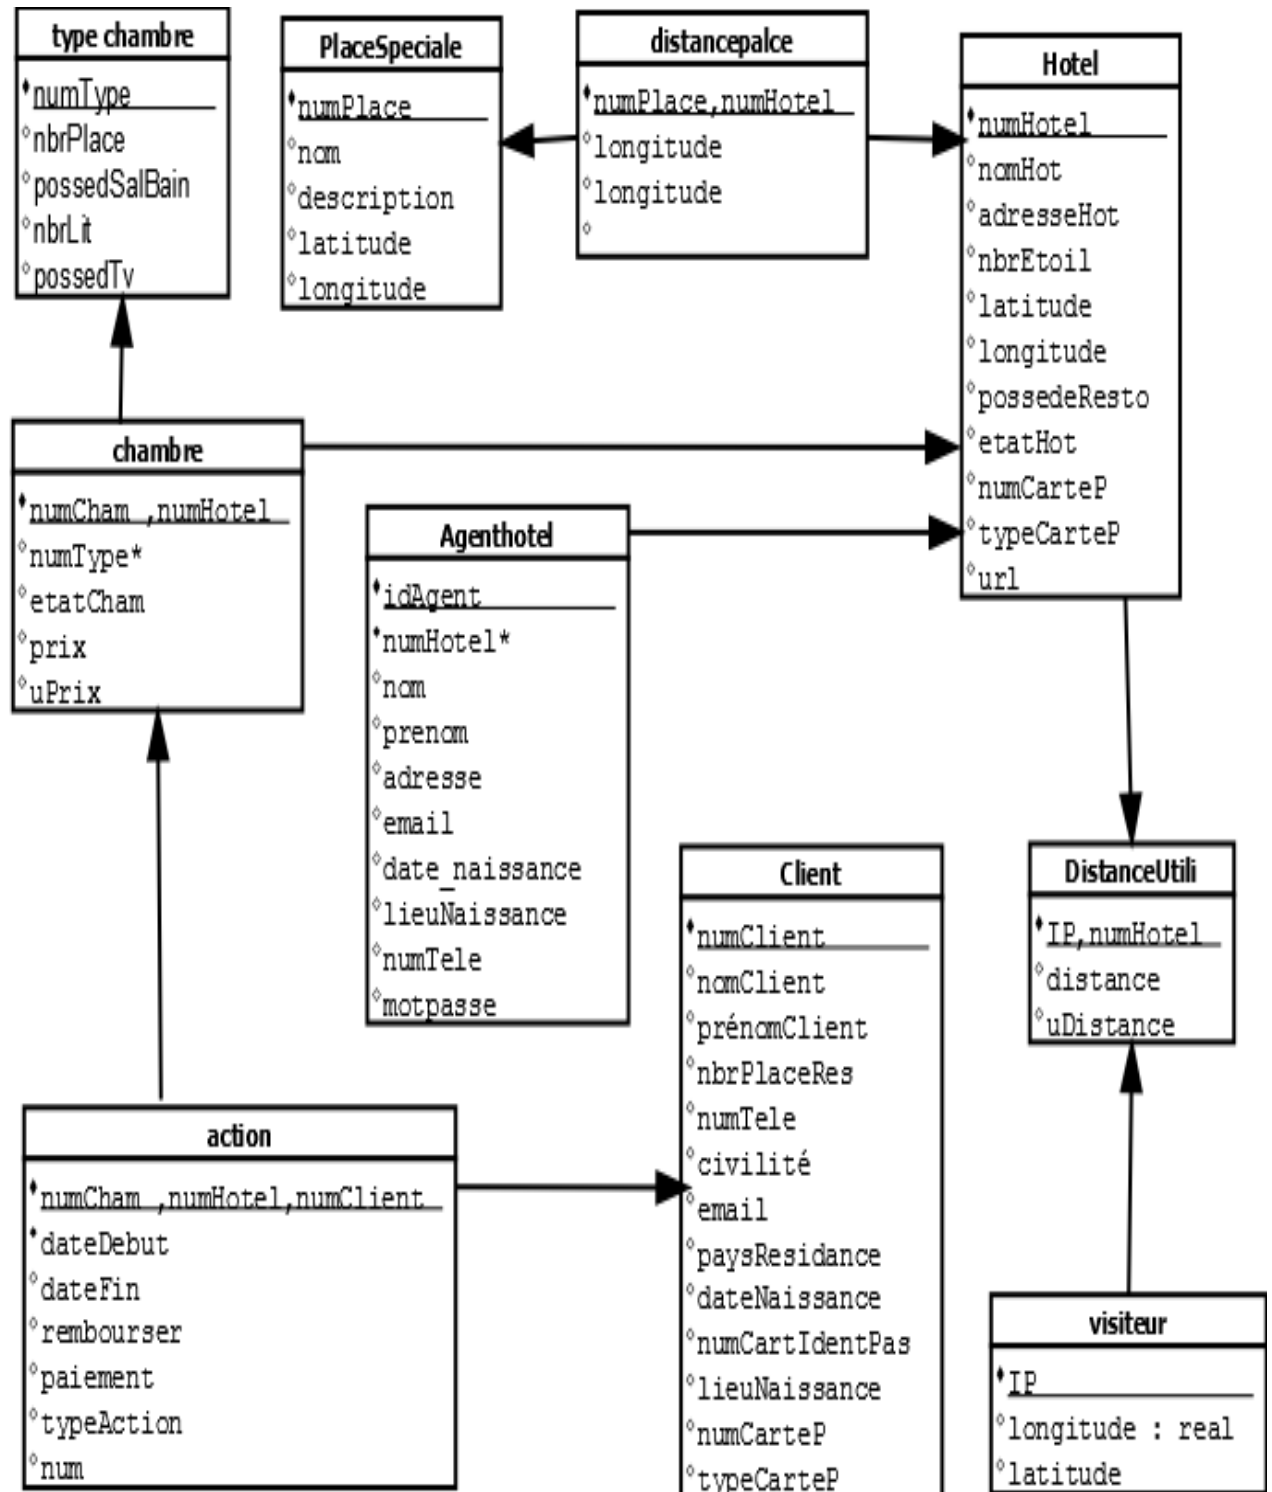 type chambre
numType
nbrPlace
possedSalBain
nbrLit
possedTv
PlaceSpeciale
numPlace
nom
description
latitude
longitude
distancepalce
numPlace,numHotel
longitude
longitude
Hotel
numHotel
nomHot
adresseHot
nbrEtoil
latitude
longitude
possedeResto
etatHot
numCarteP
typeCarteP
url
chambre
numCham ,numHotel
numType*
etatCham
prix
uPrix
Agenthotel
idAgent
numHotel*
nom
prenom
adresse
email
date_naissance
lieuNaissance
numTele
motpasse
Client
numClient
nomClient
prénomClient
nbrPlaceRes
numTele
civilité
email
paysResidance
dateNaissance
numCartIdentPas
lieuNaissance
numCarteP
typeCarteP
DistanceUtili
IP,numHotel
distance
uDistance
action
numCham ,numHotel,numClient
dateDebut
dateFin
rembourser
paiement
typeAction
num
visiteur
IP
longitude : real
latitude